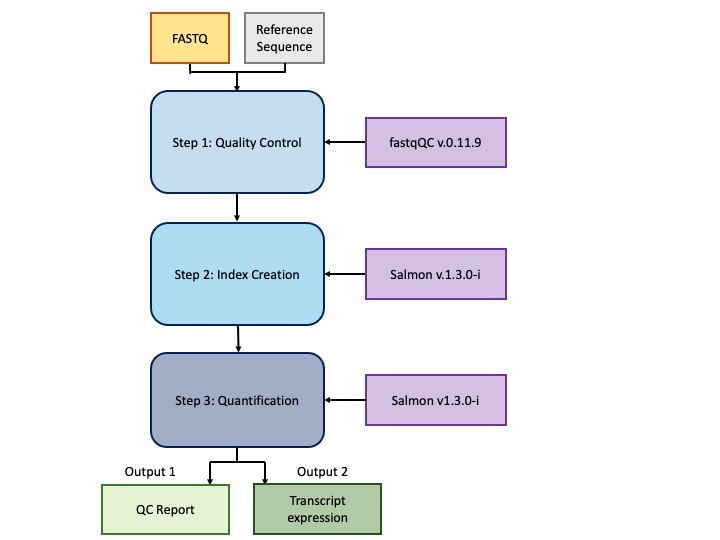 FASTQ
Reference
Sequence
Step 1: Quality Control
fastqQC v.0.11.9
Step 2: Index Creation
Salmon v.1.3.0-i
Step 3: Quantification
Salmon v1.3.0-i
Output 1
Output 2
QC Report
Transcript
expression